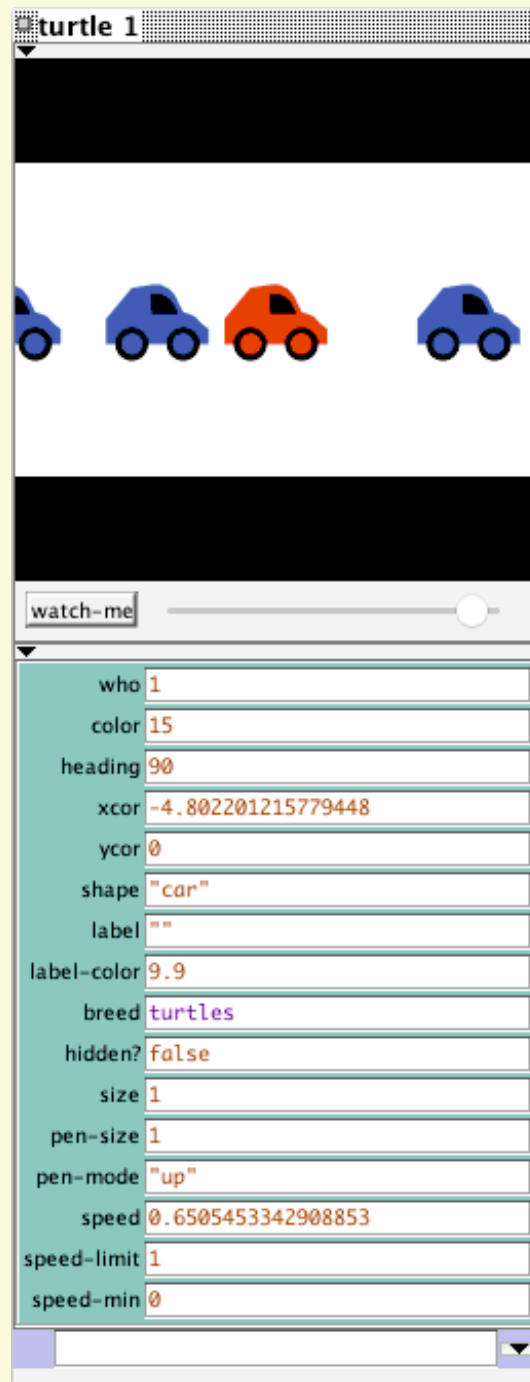 turtle 1
watch-me
who 1
color 15
heading 90
xcor -4.802201215779448
ycor 0
shape "car"
label ""
label-color 9.9
breed turtles
hidden? false
size 1
pen-size 1
pen-mode "up"
speed 0.6505453342908853
speed-limit 1
speed-min 0